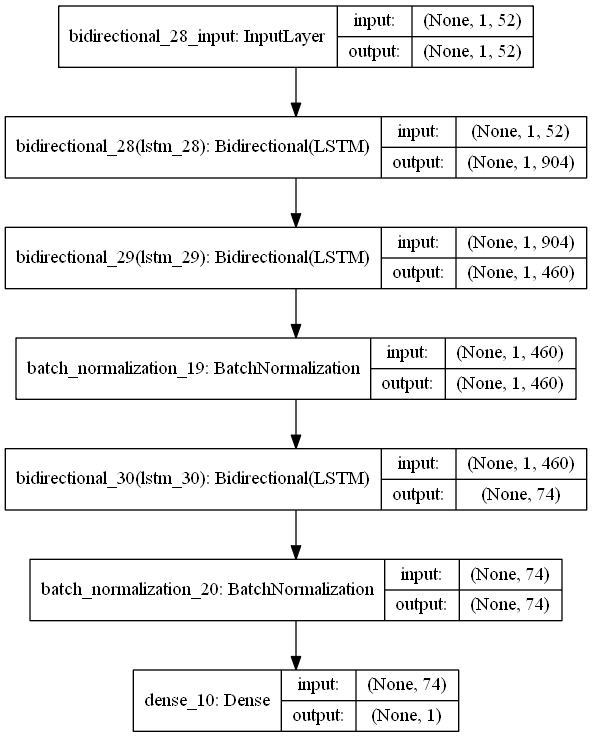 bidirectional_28_input: InputLayer
input: (None, 1, 52)
output: (None, 1, 52)
bidirectional_28(lstm_28): Bidirectional(LSTM)
input: (None, 1, 52)
output: (None, 1, 904)
bidirectional_29(lstm_29): Bidirectional(LSTM)
input: (None, 1, 904)
output: (None, 1, 460)
batch_normalization_19: BatchNormalization
input: (None, 1, 460)
output: (None, 1, 460)
bidirectional_30(lstm_30): Bidirectional(LSTM)
input: (None, 1, 460)
output: (None, 74)
batch_normalization_20: BatchNormalization
input: (None, 74)
output: (None, 74)
dense_10: Dense
input: (None, 74)
output: (None, 1)